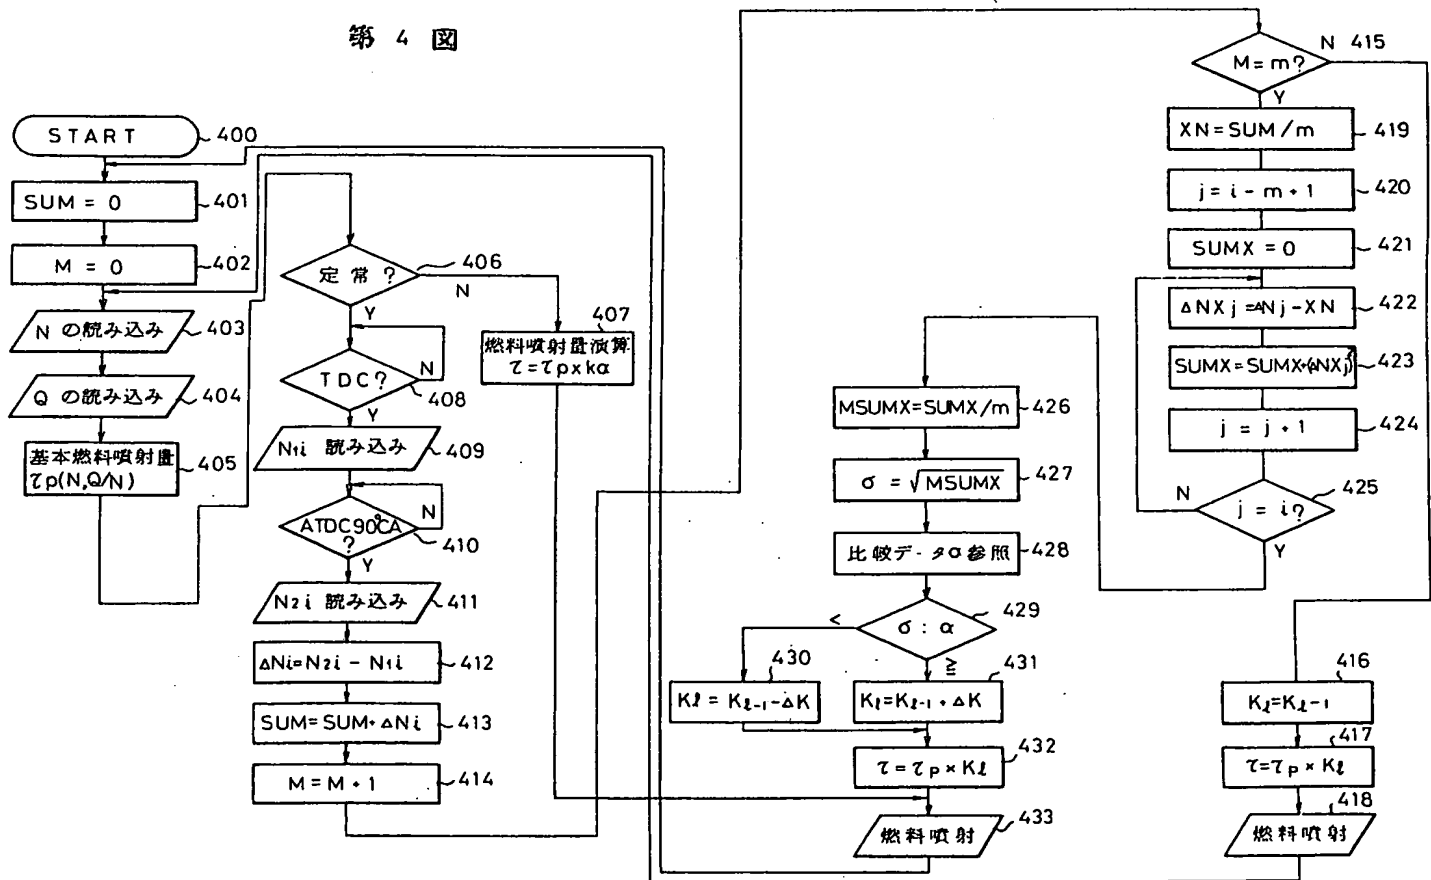 第 4 図
START
400
SUM = 0
401
M = 0
402
N の読み込み
403
Q の読み込み
404
基本燃料噴射量
τp(N,Q/N)
405
定常?
406
N
Y
407
燃料噴射量演算
τ=τp×kα
TDC?
N
408
Y
N1i 読み込み
409
ATDC90°CA
?
N
410
Y
N2i 読み込み
411
ΔNi=N2i - N1i
412
SUM=SUM+ΔNi
413
M = M + 1
414
M = m?
N 415
Y
XN=SUM/m
419
j = i - m + 1
420
SUMX = 0
421
ΔNXj=ΔNj-XN
422
SUMX=SUMX+(ΔNXj)²
423
j = j + 1
424
j = i?
425
N
Y
MSUMX=SUMX/m
426
σ = √MSUMX
427
比較データα参照
428
σ : α
429
<
≧
430
Kℓ = Kℓ-1-ΔK
431
Kℓ=Kℓ-1+ΔK
τ=τp×Kℓ
432
燃料噴射
433
416
Kℓ=Kℓ-1
417
τ=τp×Kℓ
418
燃料噴射